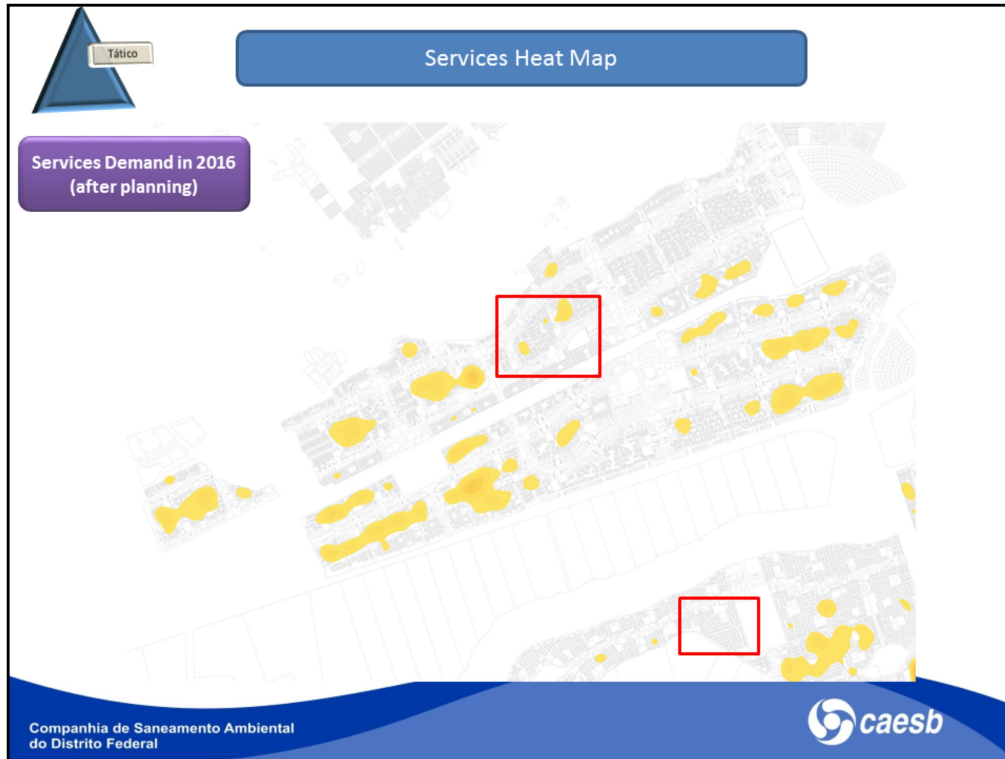 Tático
Services Heat Map
Services Demand in 2016
(after planning)
Companhia de Saneamento Ambiental
do Distrito Federal
caesb